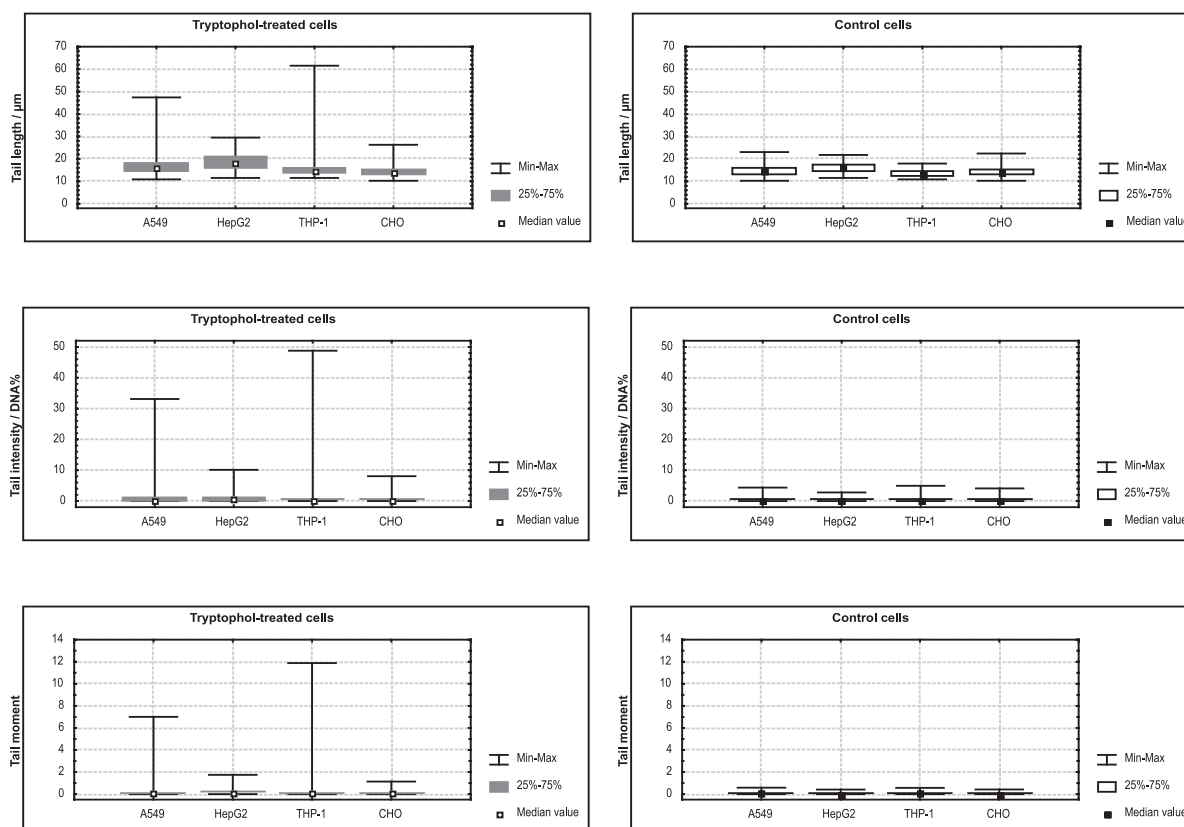 Tryptophol-treated cells
Tail length / µm
70
60
50
40
30
20
10
0
A549 HepG2 THP-1 CHO
Min-Max
25%-75%
Median value
Control cells
Tail length / µm
70
60
50
40
30
20
10
0
A549 HepG2 THP-1 CHO
Min-Max
25%-75%
Median value
Tryptophol-treated cells
Tail intensity / DNA%
50
40
30
20
10
0
A549 HepG2 THP-1 CHO
Min-Max
25%-75%
Median value
Control cells
Tail intensity / DNA%
50
40
30
20
10
0
A549 HepG2 THP-1 CHO
Min-Max
25%-75%
Median value
Tryptophol-treated cells
Tail moment
14
12
10
8
6
4
2
0
A549 HepG2 THP-1 CHO
Min-Max
25%-75%
Median value
Control cells
Tail moment
14
12
10
8
6
4
2
0
A549 HepG2 THP-1 CHO
Min-Max
25%-75%
Median value